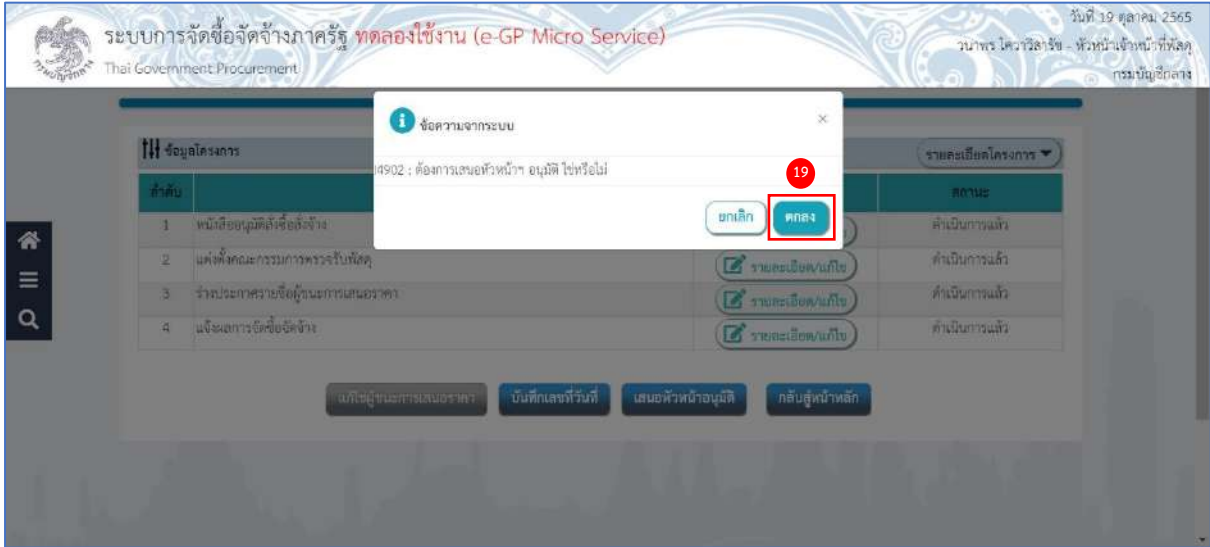 วันที่ 19 ตุลาคม 2565
ระบบการจัดซื้อจัดจ้างภาครัฐ ทดลองใช้งาน (e-GP Micro Service)
วนาพร โควาวิสารัช - หัวหน้าเจ้าหน้าที่พัสดุ
Thai Government Procurement
กรมบัญชีกลาง
กรมบัญชีกลาง
ข้อความจากระบบ ×
ข้อมูลโครงการ
รายละเอียดโครงการ
4902 : ต้องการเสนอหัวหน้าฯ อนุมัติ ใช่หรือไม่
19
ลำดับ สถานะ
ยกเลิก ตกลง
1 หนังสืออนุมัติสั่งซื้อสั่งจ้าง ดำเนินการแล้ว
2 แต่งตั้งคณะกรรมการตรวจรับพัสดุ รายละเอียด/แก้ไข ดำเนินการแล้ว
3 ร่างประกาศรายชื่อผู้ชนะการเสนอราคา รายละเอียด/แก้ไข ดำเนินการแล้ว
4 แจ้งผลการจัดซื้อจัดจ้าง รายละเอียด/แก้ไข ดำเนินการแล้ว
แก้ไขผู้ชนะการเสนอราคา บันทึกเลขที่วันที่ เสนอหัวหน้าอนุมัติ กลับสู่หน้าหลัก